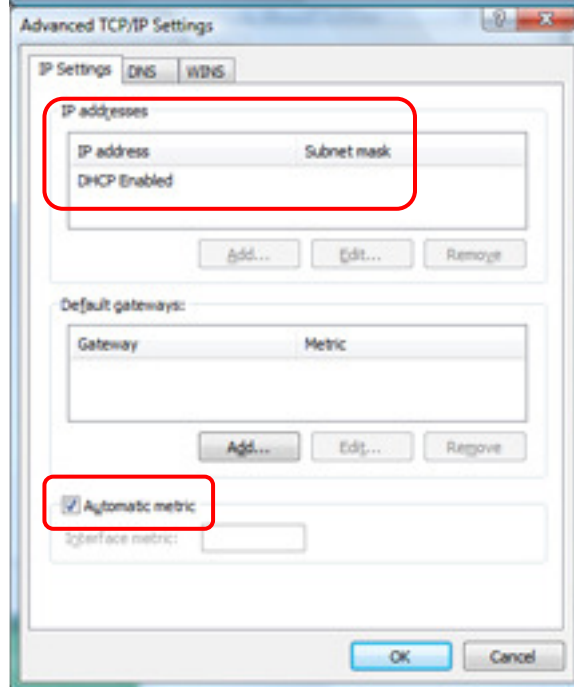 Advanced TCP/IP Settings
IP Settings DNS WINS
IP addresses
IP address Subnet mask
DHCP Enabled
Add... Edit... Remove
Default gateways:
Gateway Metric
Add... Edit... Remove
Automatic metric
Interface metric:
OK Cancel